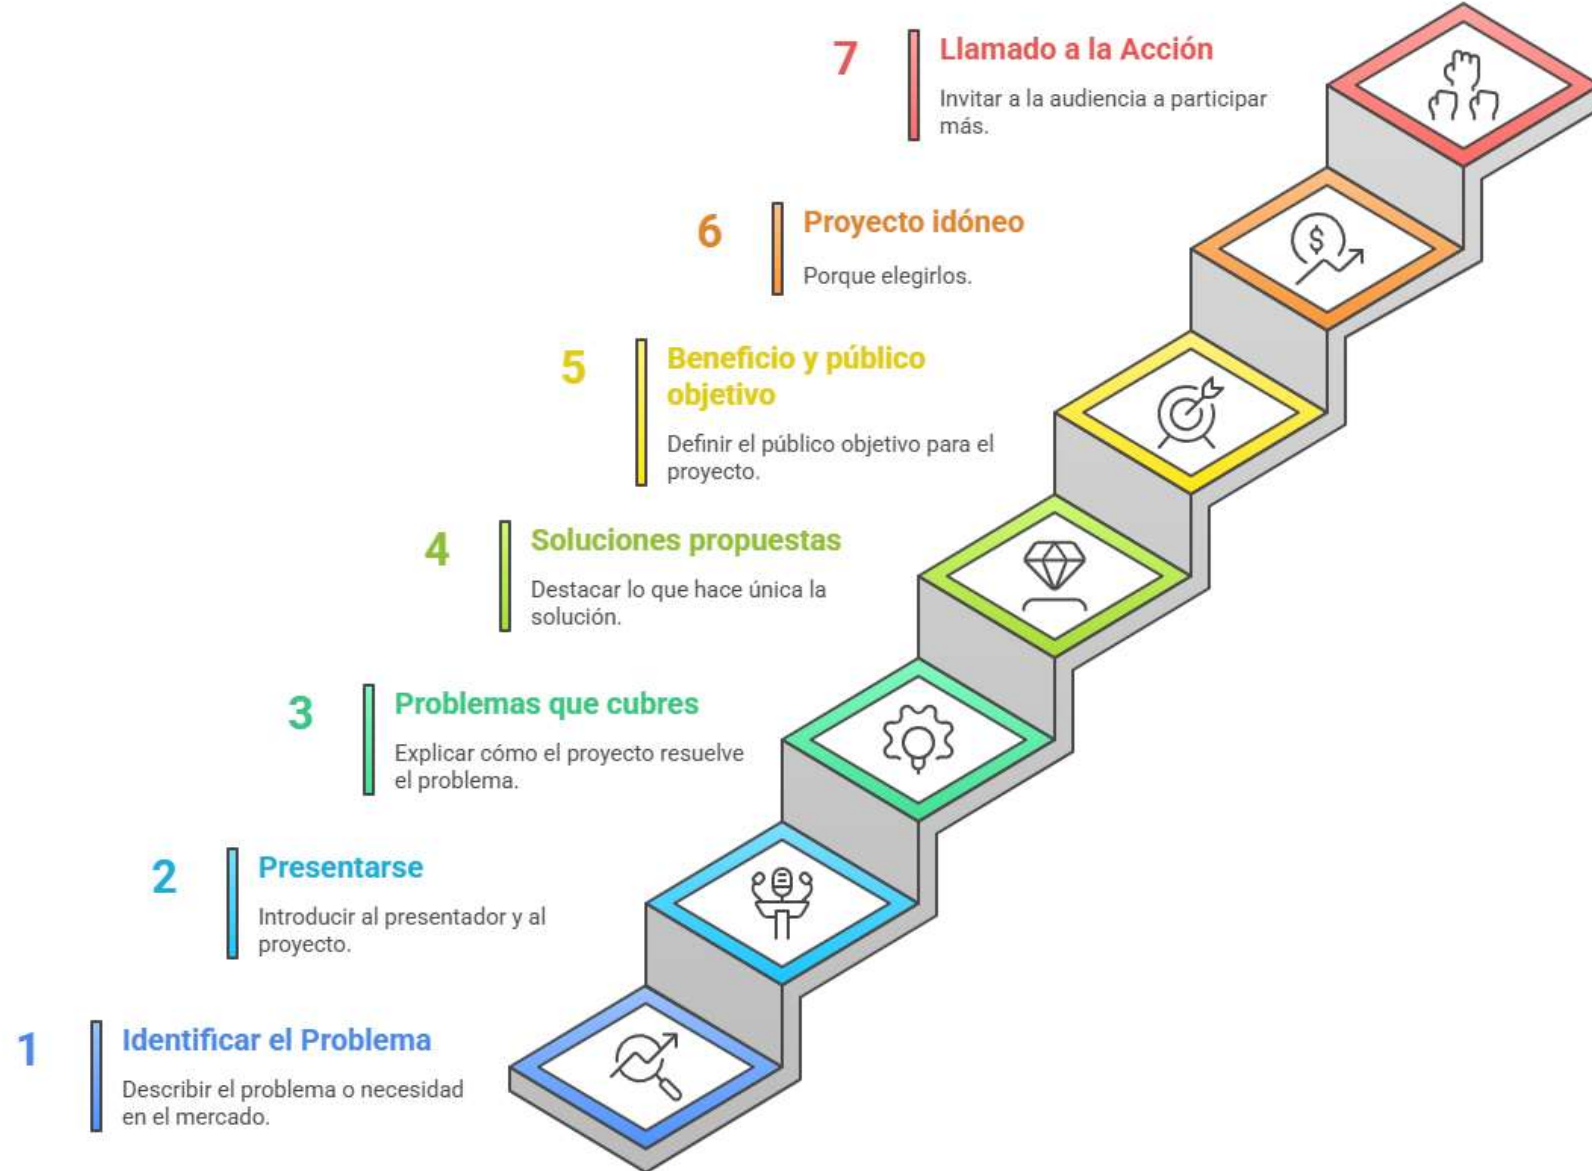 7
Llamado a la Acción
Invitar a la audiencia a participar
más.
6
Proyecto idóneo
Porque elegirlos.
5
Beneficio y público
objetivo
Definir el público objetivo para el
proyecto.
4
Soluciones propuestas
Destacar lo que hace única la
solución.
3
Problemas que cubres
Explicar cómo el proyecto resuelve
el problema.
2
Presentarse
Introducir al presentador y al
proyecto.
1
Identificar el Problema
Describir el problema o necesidad
en el mercado.
$